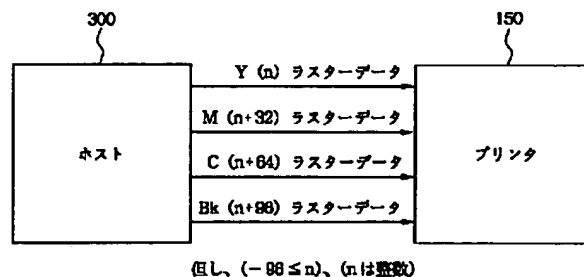 300
150
Y (n) ラスターデータ
M (n+32) ラスターデータ
ホスト
プリンタ
C (n+64) ラスターデータ
Bk (n+96) ラスターデータ
但し、(-96≦n)、(nは整数)